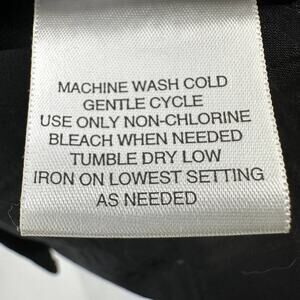 MACHINE WASH COLD
GENTLE CYCLE
USE ONLY NON-CHLORINE
BLEACH WHEN NEEDED
TUMBLE DRY LOW
IRON ON LOWEST SETTING
AS NEEDED